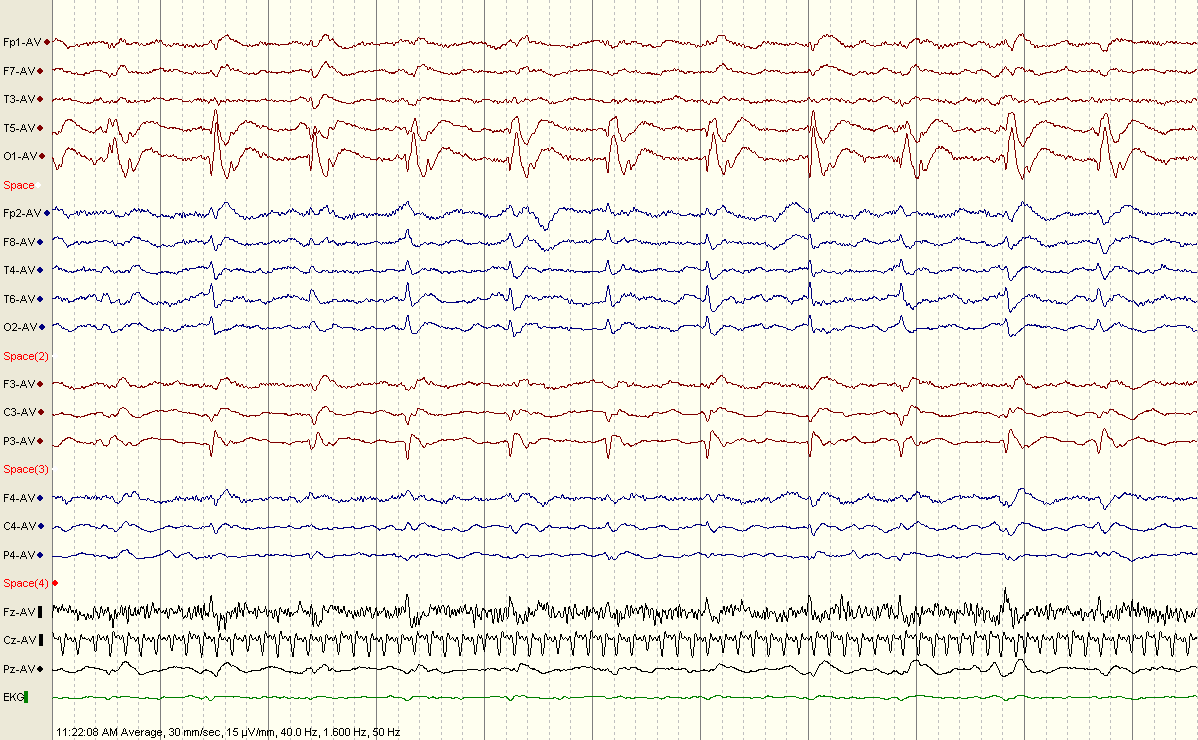 Fp1-AV
F7-AV
T3-AV
T5-AV
O1-AV
Space
Fp2-AV
F8-AV
T4-AV
T6-AV
O2-AV
Space(2)
F3-AV
C3-AV
P3-AV
Space(3)
F4-AV
C4-AV
P4-AV
Space(4)
Fz-AV
Cz-AV
Pz-AV
EKG
11:22:08 AM Average, 30 mm/sec, 15 µV/mm, 40.0 Hz, 1.600 Hz, 50 Hz